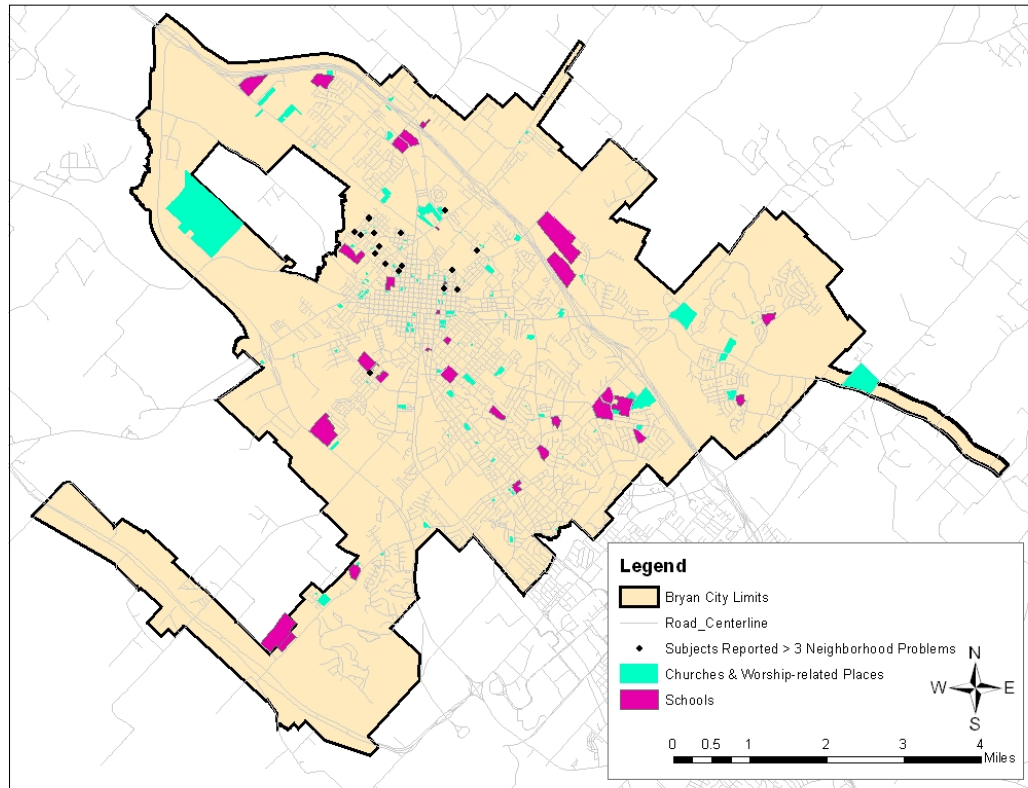 Legend
Bryan City Limits
Road_Centerline
Subjects Reported > 3 Neighborhood Problems
Churches & Worship-related Places
Schools
N
W E
S
0 0.5 1 2 3 4
Miles